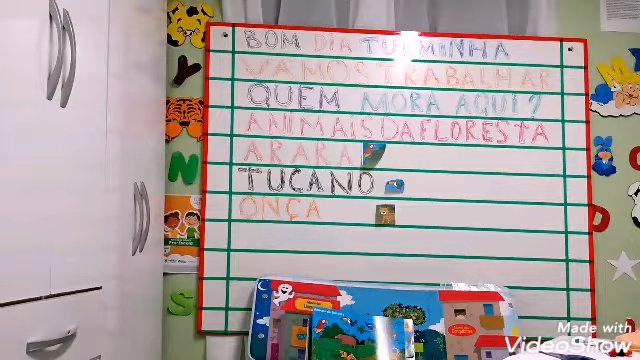 BOM DIA TURMINHA
VAMOS TRABALHAR
QUEM MORA AQUI?
ANIMAIS DA FLORESTA
ARARA
TUCANO
ONÇA
Y
N
S
D
Made with
VideoShow